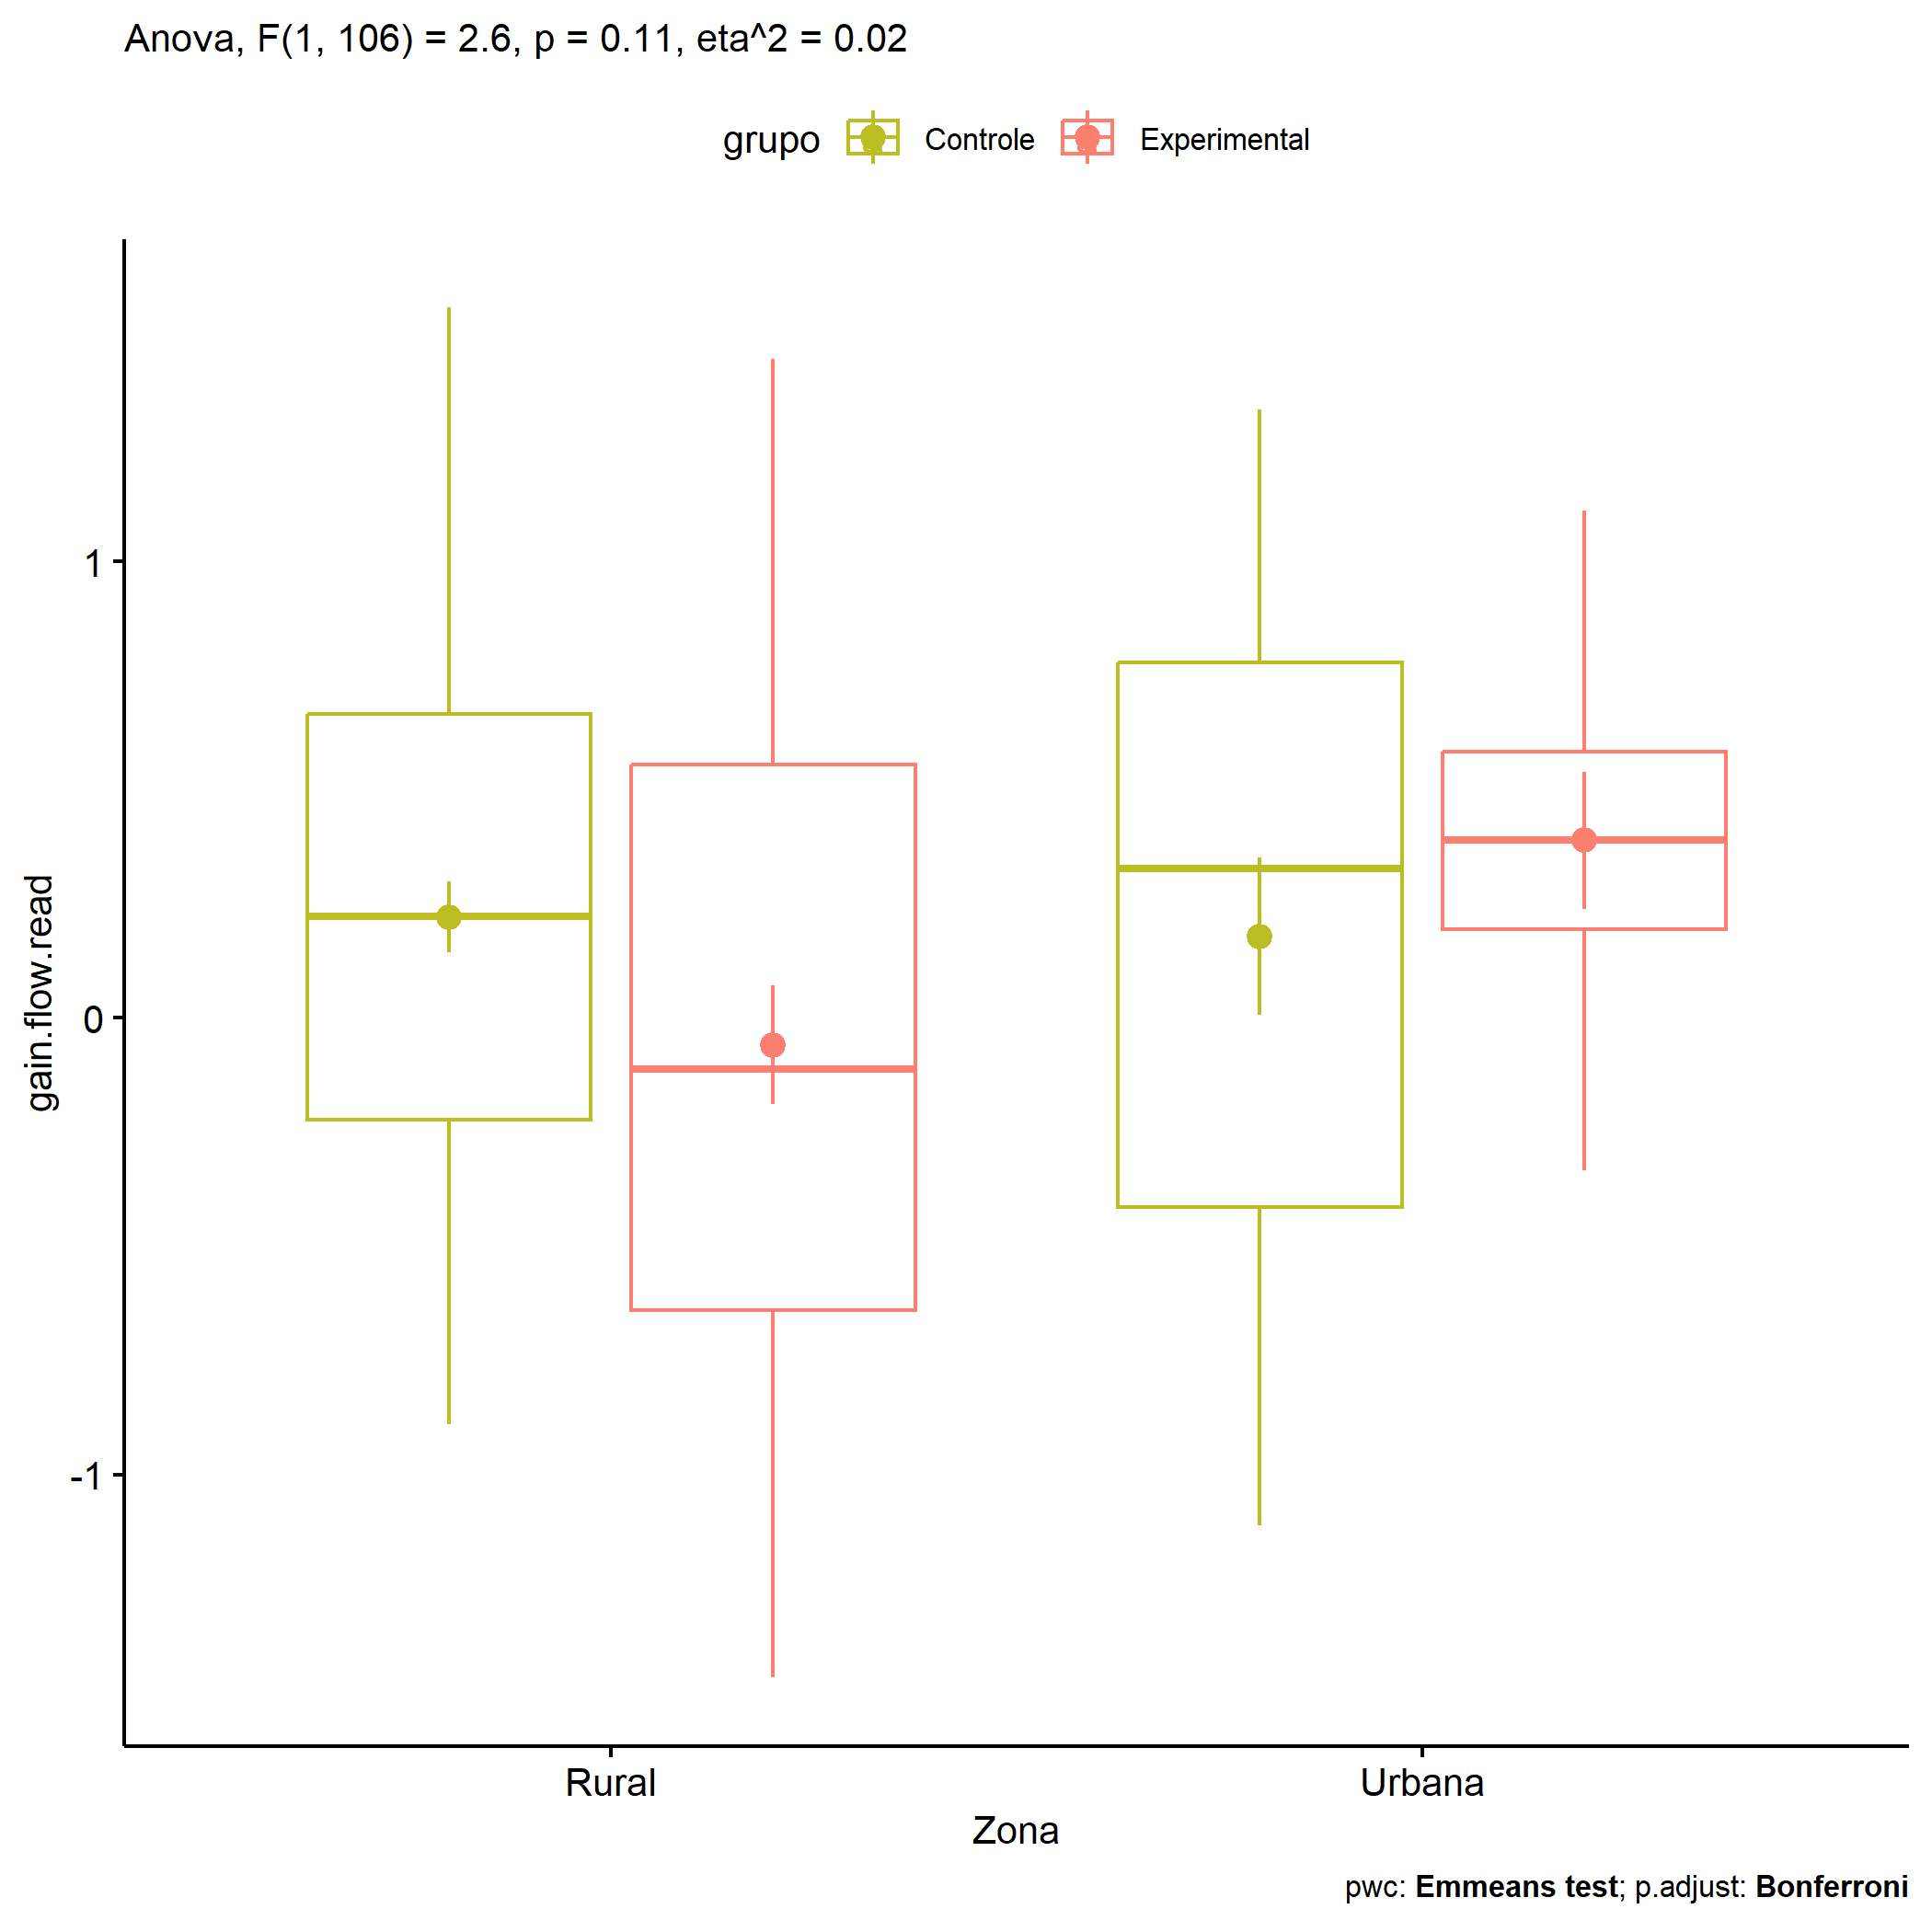 Anova, F(1, 106) = 2.6, p = 0.11, eta^2 = 0.02
grupo Controle Experimental
gain.flow.read
1
0
-1
Rural Urbana
Zona
pwc: Emmeans test; p.adjust: Bonferroni